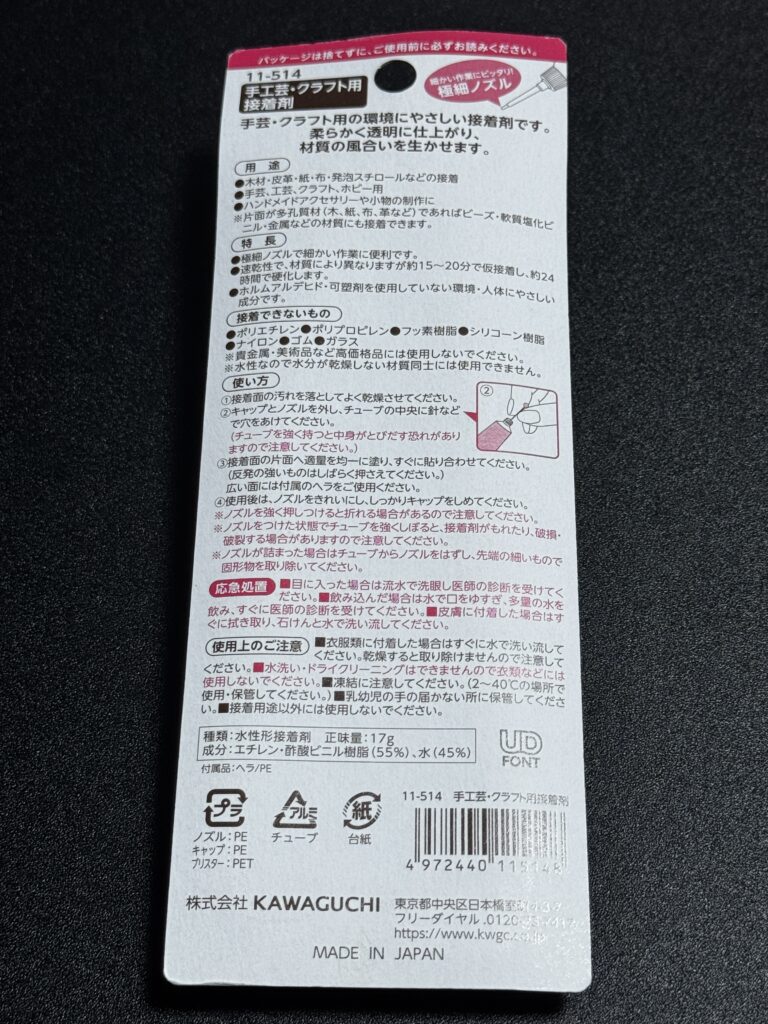 パッケージは捨てずに、ご使用前に必ずお読みください。
11-514
手工芸・クラフト用
接着剤
細かい作業にピッタリ!
極細ノズル
手芸・クラフト用の環境にやさしい接着剤です。
柔らかく透明に仕上がり、
材質の風合いを生かせます。
用途
●木材・皮革・紙・布・発泡スチロールなどの接着
●手芸、工芸、クラフト、ホビー用
●ハンドメイドアクセサリーや小物の制作に
※片面が多孔質材(木、紙、布、革など)であればビーズ・軟質塩化ビ
ニル・金属などの材質にも接着できます。
特長
●極細ノズルで細かい作業に便利です。
●速乾性で、材質により異なりますが約15〜20分で仮接着し、約24
時間で硬化します。
●ホルムアルデヒド・可塑剤を使用していない環境・人体にやさしい
成分です。
接着できないもの
●ポリエチレン●ポリプロピレン●フッ素樹脂●シリコーン樹脂
●ナイロン●ゴム●ガラス
※貴金属・美術品など高価格品には使用しないでください。
※水性なので水分が乾燥しない材質同士には使用できません。
使い方
①接着面の汚れを落としてよく乾燥させてください。
②キャップとノズルを外し、チューブの中央に針など
で穴をあけてください。
(チューブを強く持つと中身がとびだす恐れがあり
ますので注意してください。)
②
③接着面の片面へ適量を均一に塗り、すぐに貼り合わせてください。
(反発の強いものはしばらく押さえてください。)
広い面には付属のヘラをご使用ください。
④使用後は、ノズルをきれいにし、しっかりキャップをしめてください。
※ノズルを強く押しつけると折れる場合があるので注意してください。
※ノズルをつけた状態でチューブを強くしぼると、接着剤がもれたり、破損・
破裂する場合がありますので注意してください。
※ノズルが詰まった場合はチューブからノズルをはずし、先端の細いもので
固形物を取り除いてください。
応急処置 ■目に入った場合は流水で洗眼し医師の診断を受けてく
ださい。■飲み込んだ場合は水で口をゆすぎ、多量の水を
飲み、すぐに医師の診断を受けてください。■皮膚に付着した場合はす
ぐに拭き取り、石けんと水で洗い流してください。
使用上のご注意 ■衣服類に付着した場合はすぐに水で洗い流して
ください。乾燥すると取り除けませんので注意して
ください。■水洗い・ドライクリーニングはできませんので衣類などには
使用しないでください。■凍結に注意してください。(2〜40℃の場所で
使用・保管してください。)■乳幼児の手の届かない所に保管してくださ
い。■接着用途以外には使用しないでください。
種類:水性形接着剤 正味量:17g
成分:エチレン・酢酸ビニル樹脂(55%)、水(45%)
付属品:ヘラ/PE
UD
FONT
プラ
ノズル:PE
キャップ:PE
ブリスター:PET
アルミ
チューブ
紙
台紙
11-514 手工芸・クラフト用接着剤
4 972440 115148
株式会社 KAWAGUCHI
東京都中央区日本橋室町
フリーダイヤル.0120
https://www.kwgc.co.jp
MADE IN JAPAN